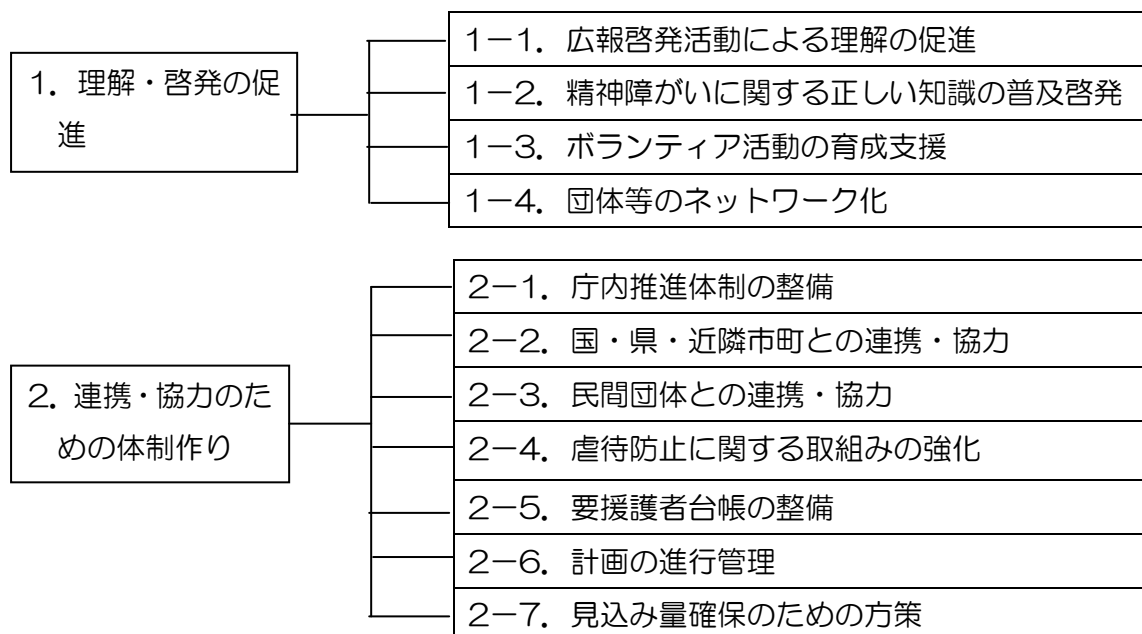 1．理解・啓発の促
進
1－1．広報啓発活動による理解の促進
1－2．精神障がいに関する正しい知識の普及啓発
1－3．ボランティア活動の育成支援
1－4．団体等のネットワーク化
2．連携・協力のた
めの体制作り
2－1．庁内推進体制の整備
2－2．国・県・近隣市町との連携・協力
2－3．民間団体との連携・協力
2－4．虐待防止に関する取組みの強化
2－5．要援護者台帳の整備
2－6．計画の進行管理
2－7．見込み量確保のための方策